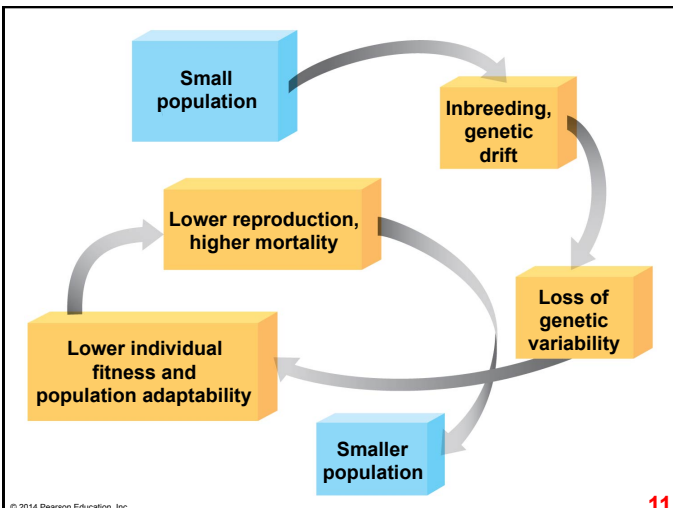 Small
population
Inbreeding,
genetic
drift
Loss of
genetic
variability
Lower individual
fitness and
population adaptability
Lower reproduction,
higher mortality
Smaller
population
© 2014 Pearson Education, Inc.
11